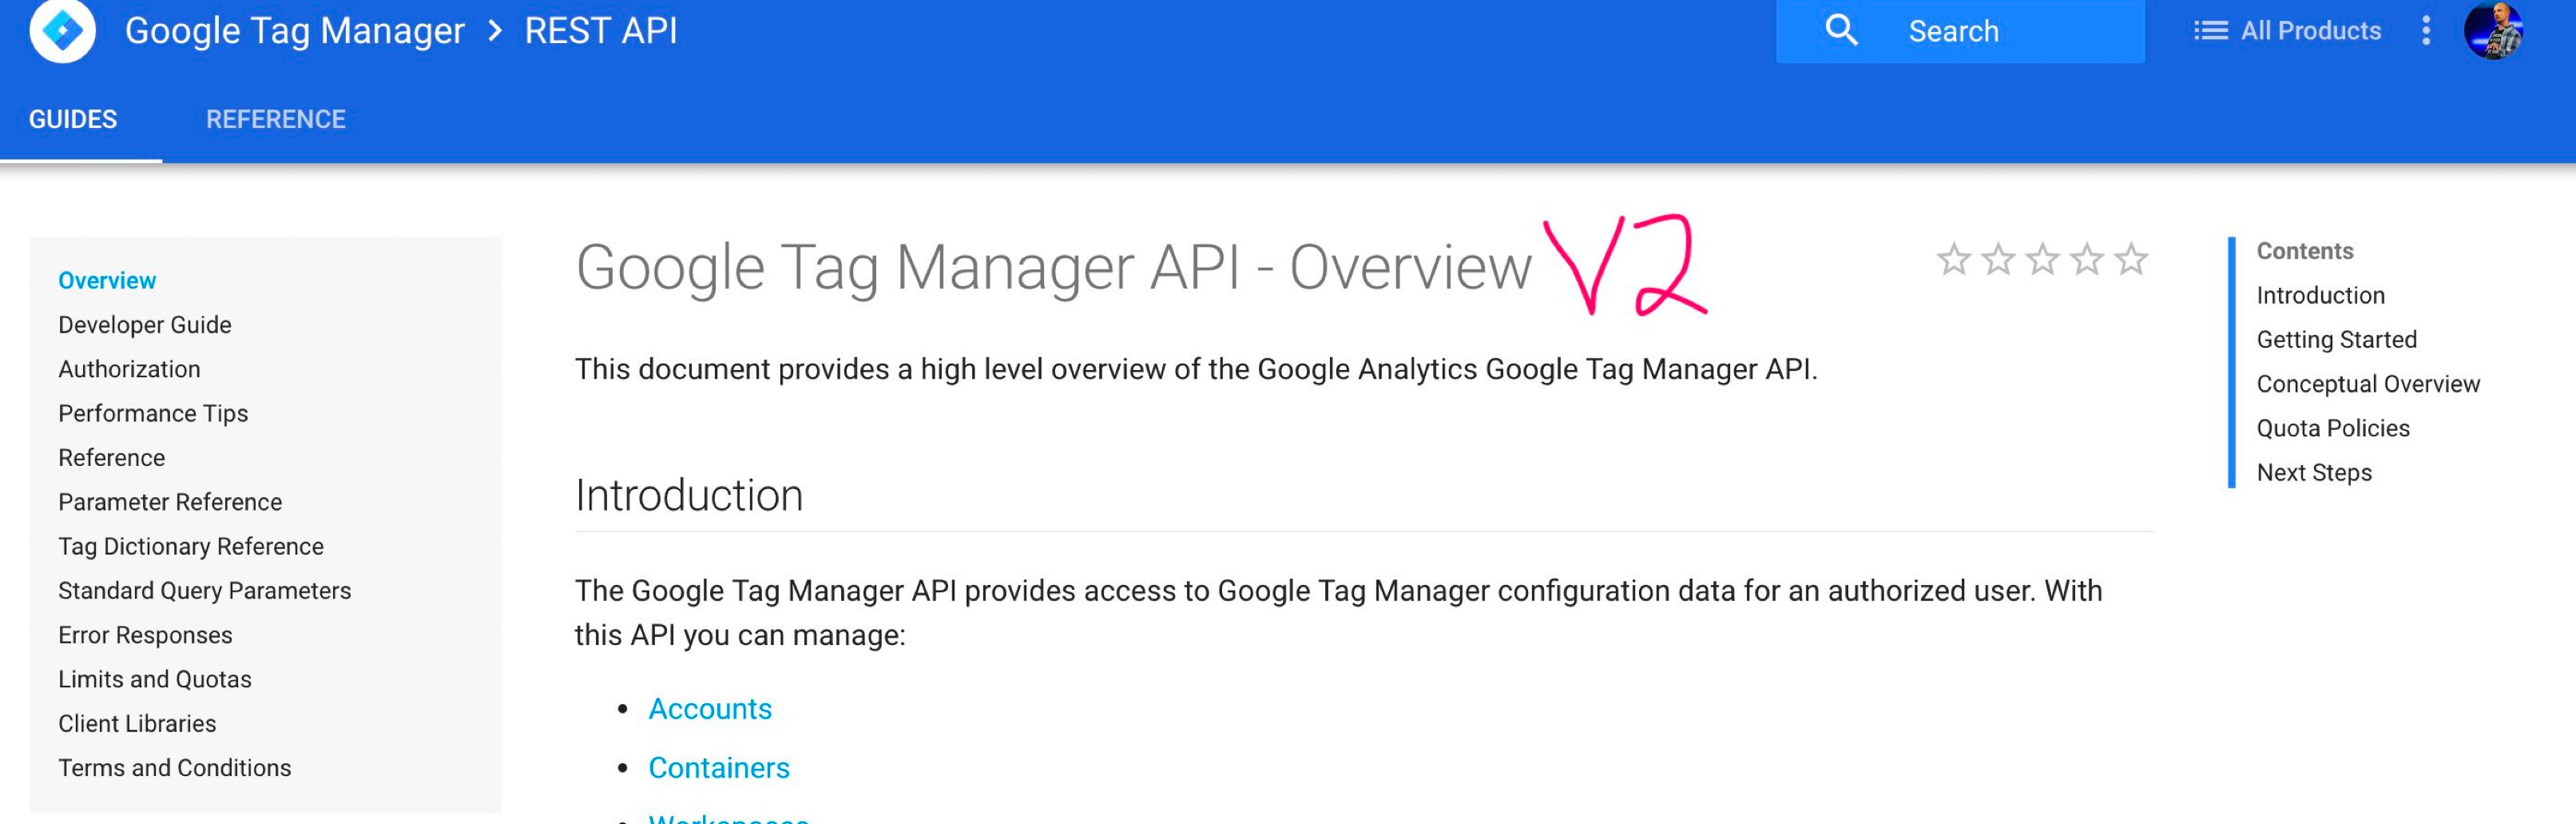 Google Tag Manager > REST API
Search
All Products
GUIDES
REFERENCE
Overview
Developer Guide
Authorization
Performance Tips
Reference
Parameter Reference
Tag Dictionary Reference
Standard Query Parameters
Error Responses
Limits and Quotas
Client Libraries
Terms and Conditions
Google Tag Manager API - Overview V2
This document provides a high level overview of the Google Analytics Google Tag Manager API.
Introduction
The Google Tag Manager API provides access to Google Tag Manager configuration data for an authorized user. With
this API you can manage:
• Accounts
• Containers
• Workspaces
Contents
Introduction
Getting Started
Conceptual Overview
Quota Policies
Next Steps